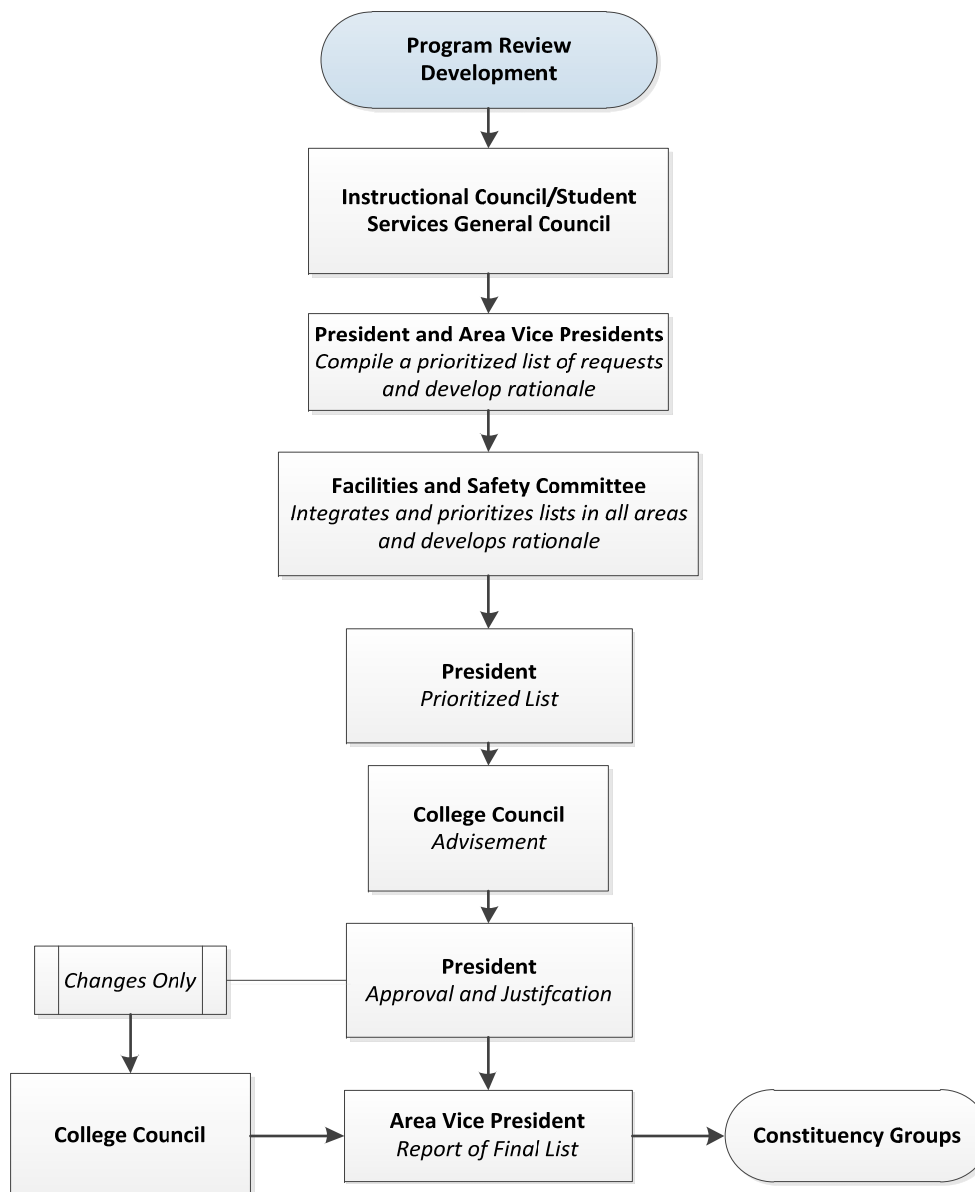 Program Review
Development
Instructional Council/Student
Services General Council
President and Area Vice Presidents
Compile a prioritized list of requests
and develop rationale
Facilities and Safety Committee
Integrates and prioritizes lists in all areas
and develops rationale
President
Prioritized List
College Council
Advisement
President
Approval and Justifcation
Changes Only
College Council
Area Vice President
Report of Final List
Constituency Groups